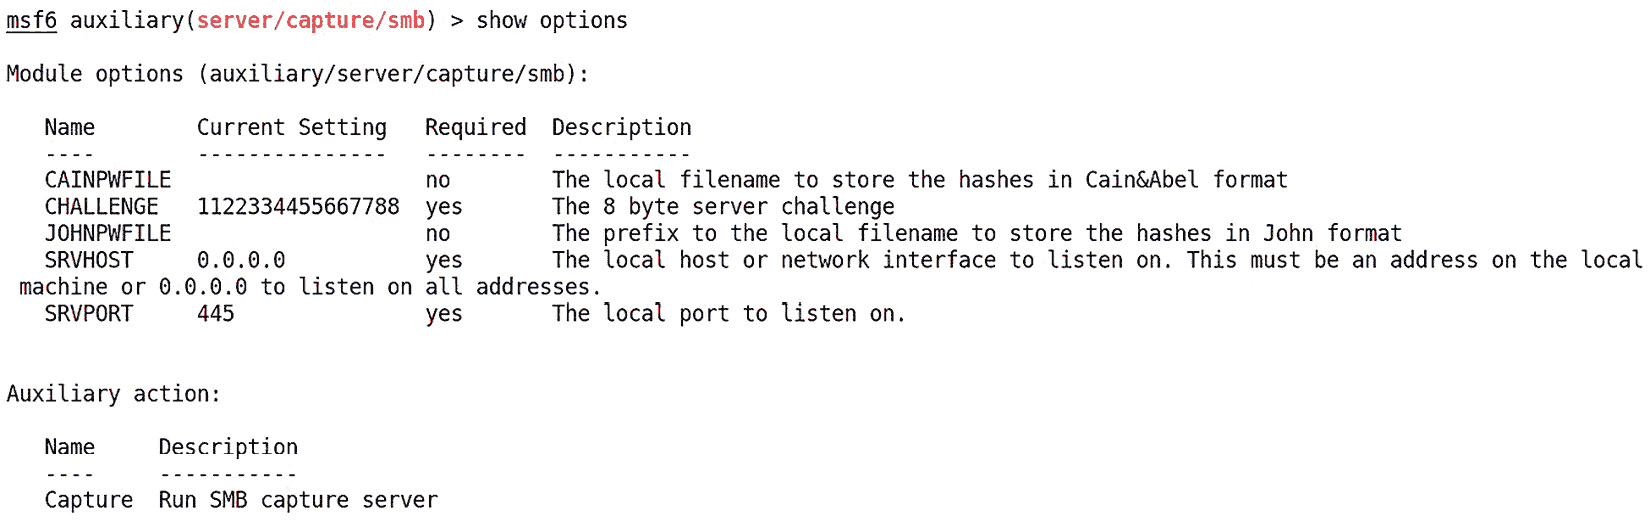 msf6 auxiliary(server/capture/smb) > show options
Module options (auxiliary/server/capture/smb):
Name Current Setting Required Description
---- --------------- -------- -----------
CAINPWFILE no The local filename to store the hashes in Cain&Abel format
CHALLENGE 1122334455667788 yes The 8 byte server challenge
JOHNPWFILE no The prefix to the local filename to store the hashes in John format
SRVHOST 0.0.0.0 yes The local host or network interface to listen on. This must be an address on the local
machine or 0.0.0.0 to listen on all addresses.
SRVPORT 445 yes The local port to listen on.
Auxiliary action:
Name Description
---- -----------
Capture Run SMB capture server